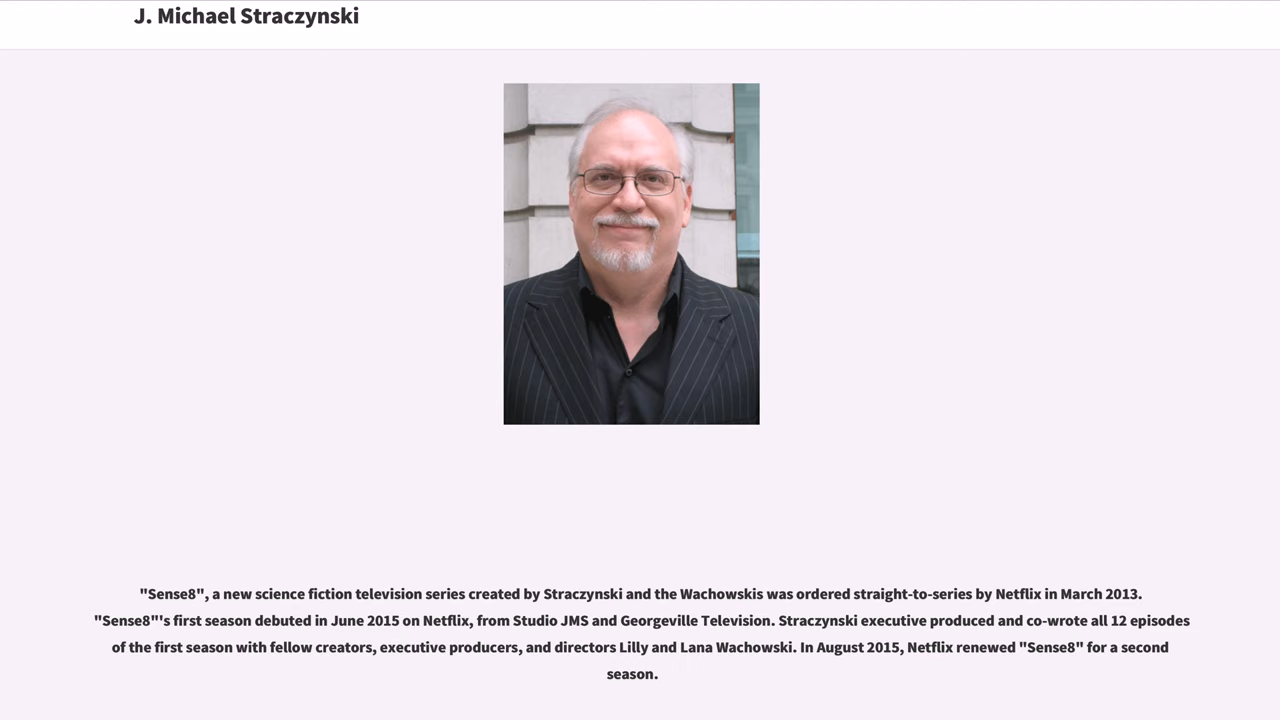 J. Michael Straczynski
"Sense8", a new science fiction television series created by Straczynski and the Wachowskis was ordered straight-to-series by Netflix in March 2013.
"Sense8"'s first season debuted in June 2015 on Netflix, from Studio JMS and Georgeville Television. Straczynski executive produced and co-wrote all 12 episodes
of the first season with fellow creators, executive producers, and directors Lilly and Lana Wachowski. In August 2015, Netflix renewed "Sense8" for a second
season.